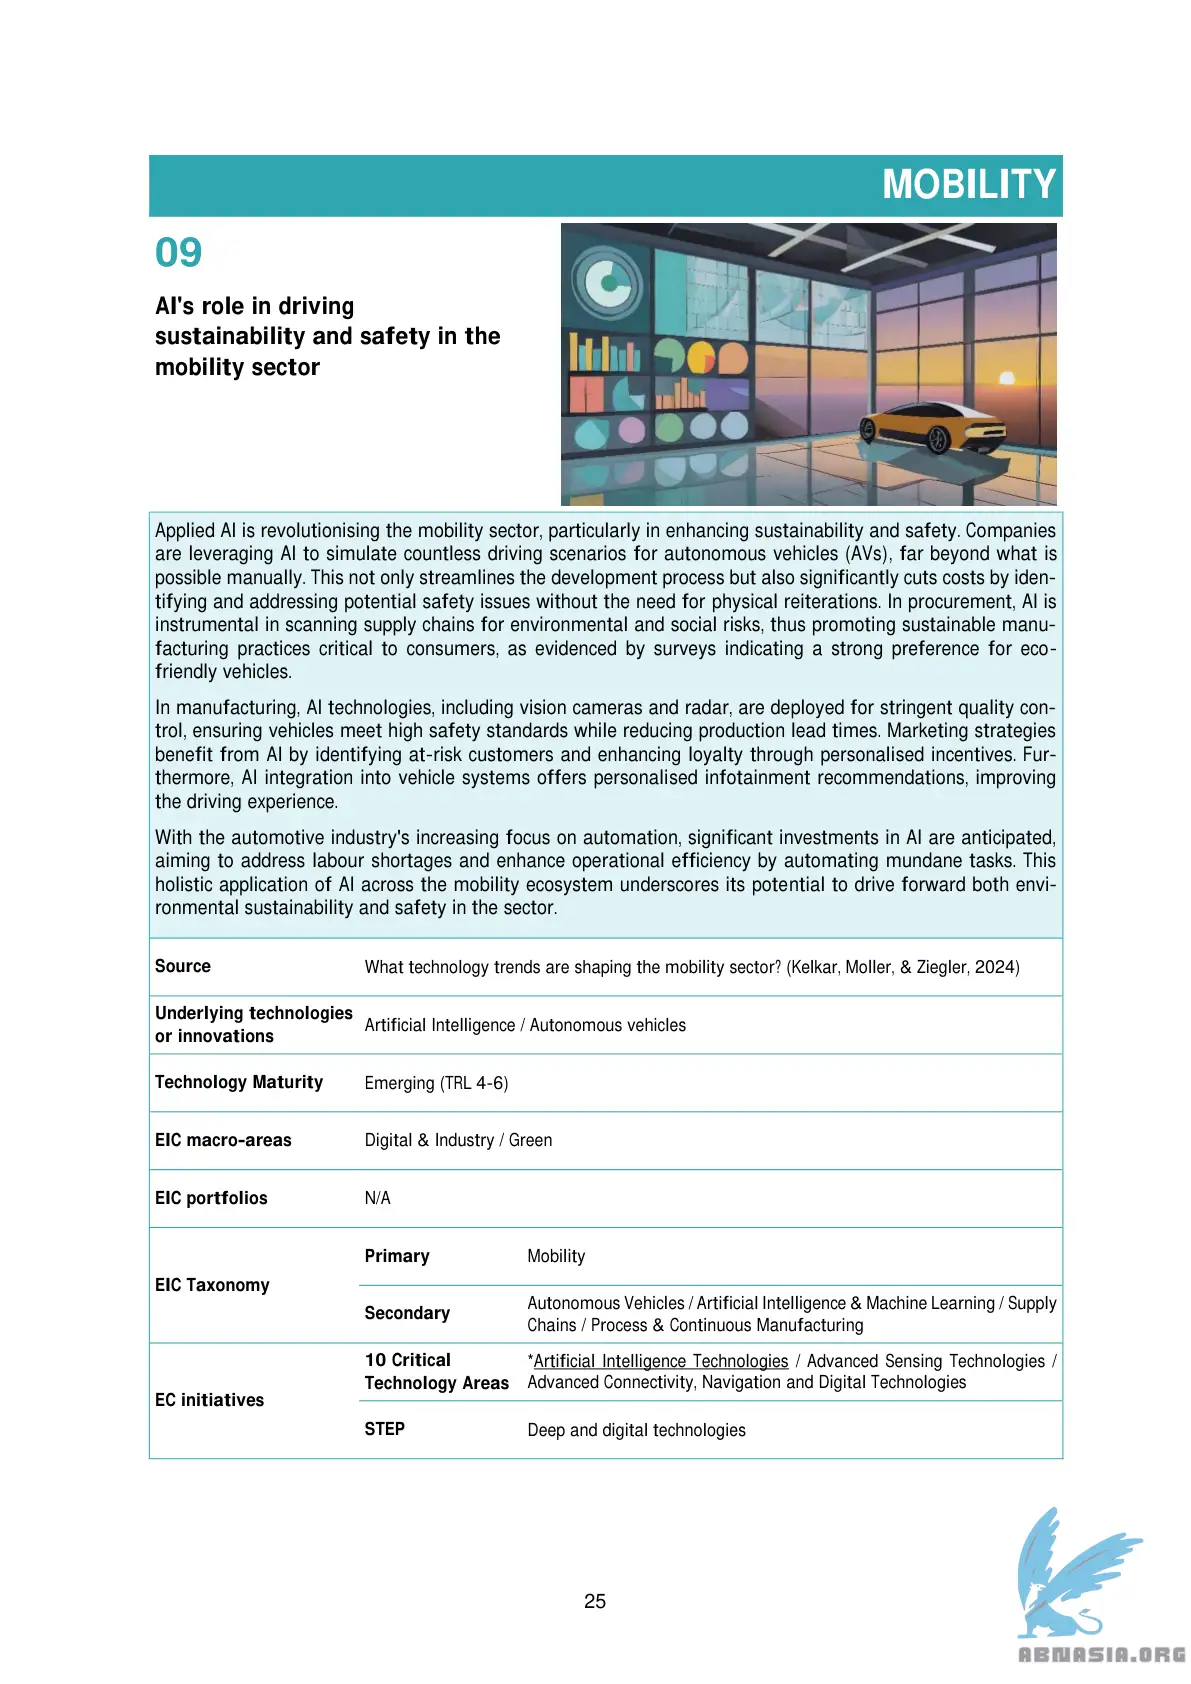 MOBILITY
09
AI's role in driving
sustainability and safety in the
mobility sector
Applied AI is revolutionising the mobility sector, particularly in enhancing sustainability and safety. Companies
are leveraging AI to simulate countless driving scenarios for autonomous vehicles (AVs), far beyond what is
possible manually. This not only streamlines the development process but also significantly cuts costs by iden-
tifying and addressing potential safety issues without the need for physical reiterations. In procurement, AI is
instrumental in scanning supply chains for environmental and social risks, thus promoting sustainable manu-
facturing practices critical to consumers, as evidenced by surveys indicating a strong preference for eco-
friendly vehicles.
In manufacturing, AI technologies, including vision cameras and radar, are deployed for stringent quality con-
trol, ensuring vehicles meet high safety standards while reducing production lead times. Marketing strategies
benefit from AI by identifying at-risk customers and enhancing loyalty through personalised incentives. Fur-
thermore, AI integration into vehicle systems offers personalised infotainment recommendations, improving
the driving experience.
With the automotive industry's increasing focus on automation, significant investments in AI are anticipated,
aiming to address labour shortages and enhance operational efficiency by automating mundane tasks. This
holistic application of AI across the mobility ecosystem underscores its potential to drive forward both envi-
ronmental sustainability and safety in the sector.
Source What technology trends are shaping the mobility sector? (Kelkar, Moller, & Ziegler, 2024)
Underlying technologies
or innovations Artificial Intelligence / Autonomous vehicles
Technology Maturity Emerging (TRL 4-6)
EIC macro-areas Digital & Industry / Green
EIC portfolios N/A
EIC Taxonomy
Primary Mobility
Secondary Autonomous Vehicles / Artificial Intelligence & Machine Learning / Supply
Chains / Process & Continuous Manufacturing
EC initiatives
10 Critical
Technology Areas *Artificial Intelligence Technologies / Advanced Sensing Technologies /
Advanced Connectivity, Navigation and Digital Technologies
STEP Deep and digital technologies
25
ABNASIA.ORG